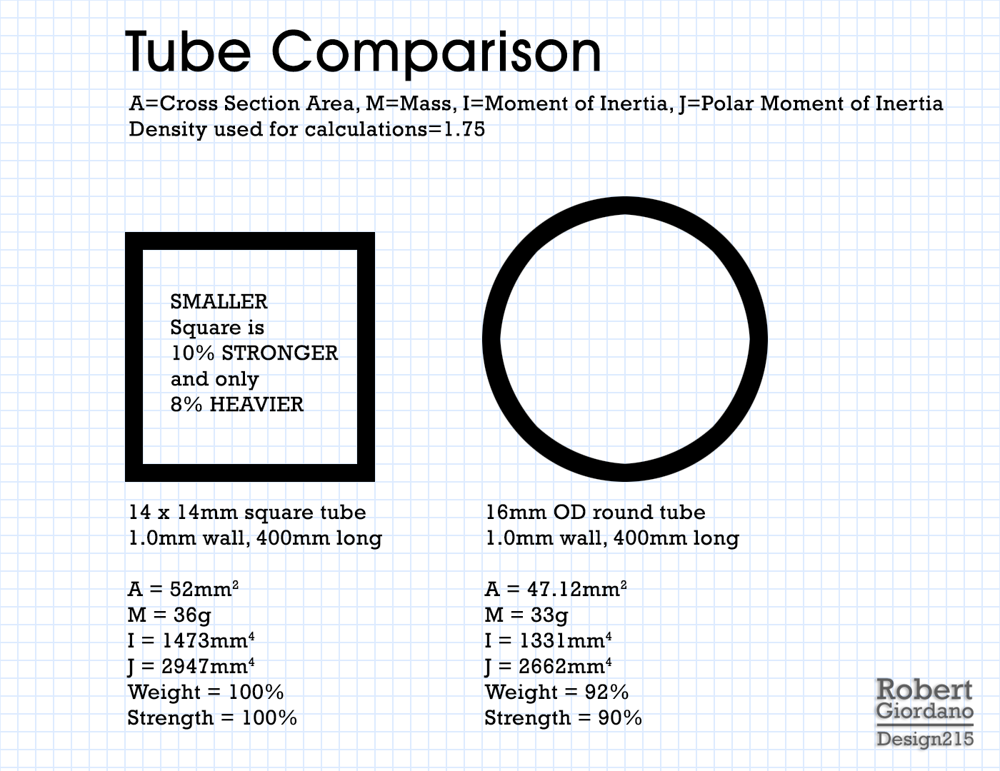 Tube Comparison
A=Cross Section Area, M=Mass, I=Moment of Inertia, J=Polar Moment of Inertia
Density used for calculations=1.75
SMALLER
Square is
10% STRONGER
and only
8% HEAVIER
14 x 14mm square tube
1.0mm wall, 400mm long
A = 52mm²
M = 36g
I = 1473mm⁴
J = 2947mm⁴
Weight = 100%
Strength = 100%
16mm OD round tube
1.0mm wall, 400mm long
A = 47.12mm²
M = 33g
I = 1331mm⁴
J = 2662mm⁴
Weight = 92%
Strength = 90%
Robert
Giordano
Design215